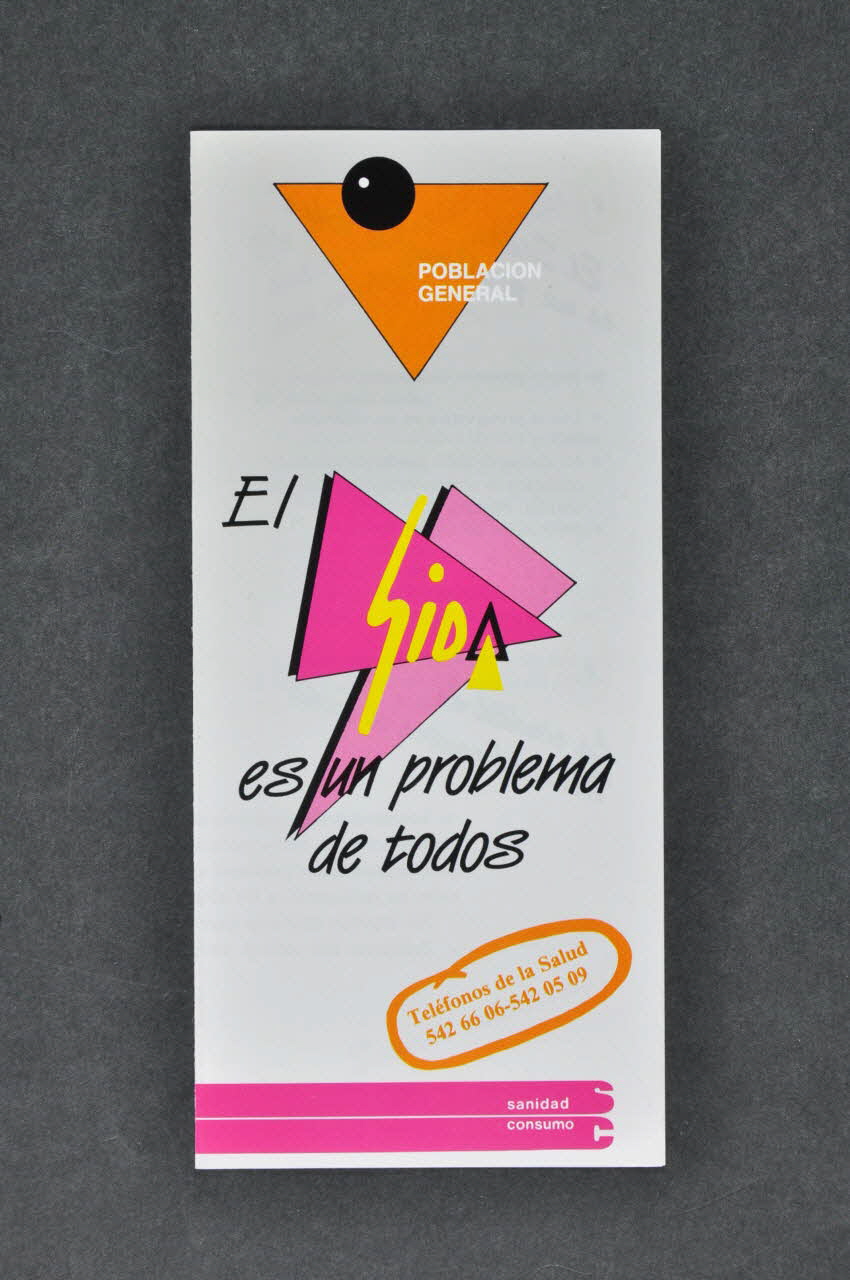 POBLACION
GENERAL
El
SiDA
es un problema
de todos
Teléfonos de la Salud
542 66 06-542 05 09
sanidad S
consumo C